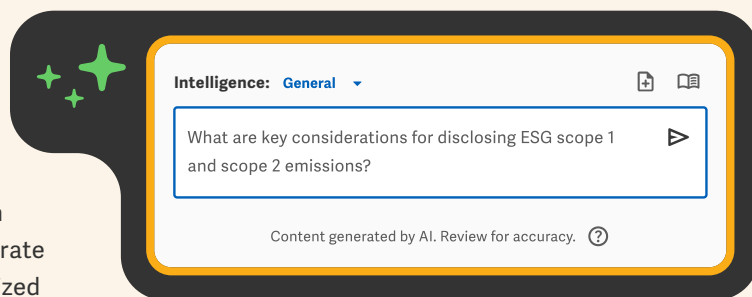 Intelligence: General
What are key considerations for disclosing ESG scope 1
and scope 2 emissions?
Content generated by AI. Review for accuracy.